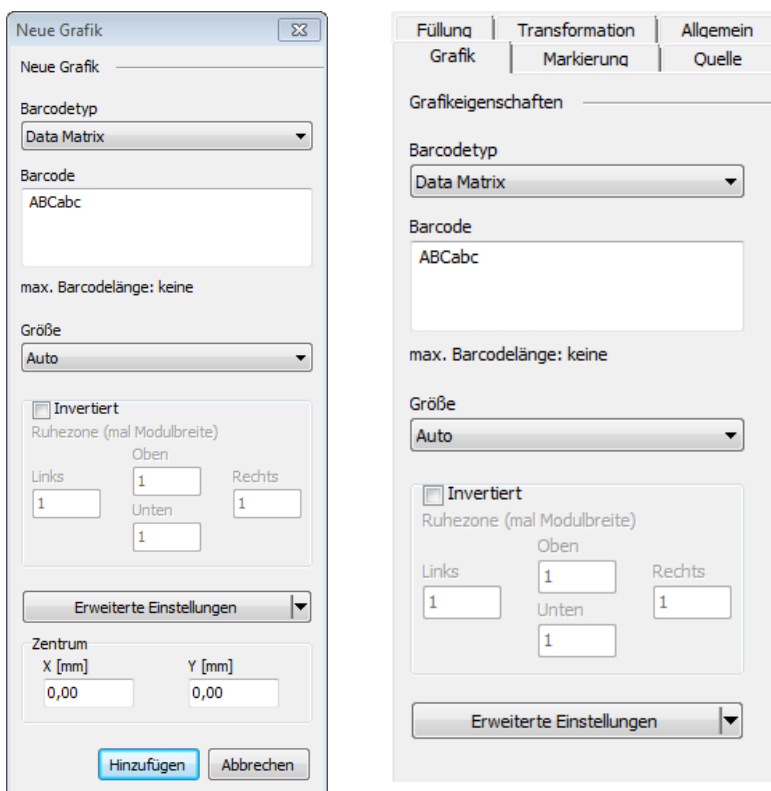 Neue Grafik
Neue Grafik
Barcodetyp
Data Matrix
Barcode
ABCabc
max. Barcodelänge: keine
Größe
Auto
Invertiert
Ruhezone (mal Modulbreite)
Oben
Links
1
Rechts
1
Unten
1
1
Erweiterte Einstellungen
Zentrum
X [mm]
Y [mm]
0,00
0,00
Hinzufügen
Abbrechen
Füllung
Transformation
Allgemein
Grafik
Markierung
Quelle
Grafikeigenschaften
Barcodetyp
Data Matrix
Barcode
ABCabc
max. Barcodelänge: keine
Größe
Auto
Invertiert
Ruhezone (mal Modulbreite)
Oben
Links
1
Rechts
1
Unten
1
1
Erweiterte Einstellungen